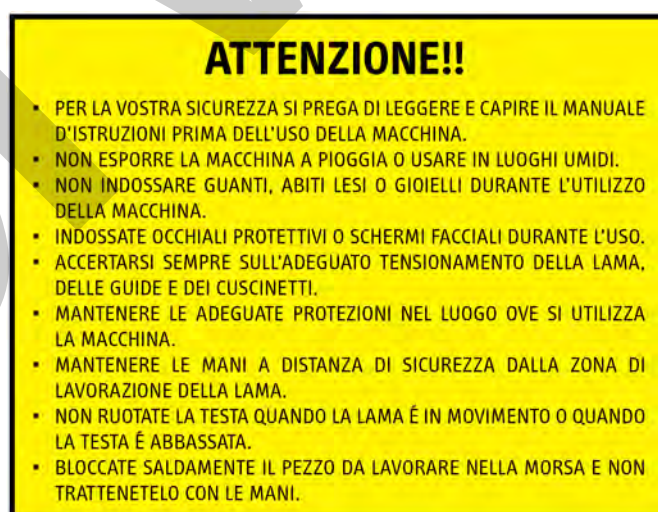 ATTENZIONE!!
▪ PER LA VOSTRA SICUREZZA SI PREGA DI LEGGERE E CAPIRE IL MANUALE
D'ISTRUZIONI PRIMA DELL'USO DELLA MACCHINA.
▪ NON ESPORRE LA MACCHINA A PIOGGIA O USARE IN LUOGHI UMIDI.
▪ NON INDOSSARE GUANTI, ABITI LESI O GIOIELLI DURANTE L'UTILIZZO
DELLA MACCHINA.
▪ INDOSSATE OCCHIALI PROTETTIVI O SCHERMI FACCIALI DURANTE L'USO.
▪ ACCERTARSI SEMPRE SULL'ADEGUATO TENSIONAMENTO DELLA LAMA,
DELLE GUIDE E DEI CUSCINETTI.
▪ MANTENERE LE ADEGUATE PROTEZIONI NEL LUOGO OVE SI UTILIZZA
LA MACCHINA.
▪ MANTENERE LE MANI A DISTANZA DI SICUREZZA DALLA ZONA DI
LAVORAZIONE DELLA LAMA.
▪ NON RUOTATE LA TESTA QUANDO LA LAMA É IN MOVIMENTO O QUANDO
LA TESTA É ABBASSATA.
▪ BLOCCATE SALDAMENTE IL PEZZO DA LAVORARE NELLA MORSA E NON
TRATTENETELO CON LE MANI.